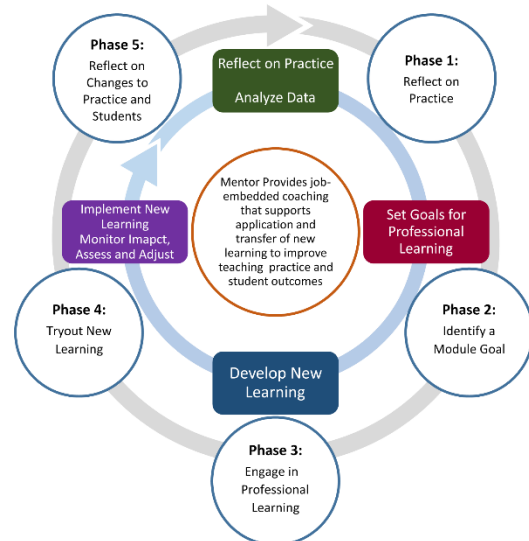 Phase 5:
Reflect on
Changes to
Practice and
Students
Reflect on Practice
Analyze Data
Phase 1:
Reflect on
Practice
Implement New
Learning
Monitor Imapct,
Assess and Adjust
Mentor Provides job-
embedded coaching
that supports
application and
transfer of new
learning to improve
teaching practice and
student outcomes
Set Goals for
Professional Learning
Phase 4:
Tryout New
Learning
Phase 2:
Identify a
Module Goal
Develop New
Learning
Phase 3:
Engage in
Professional
Learning